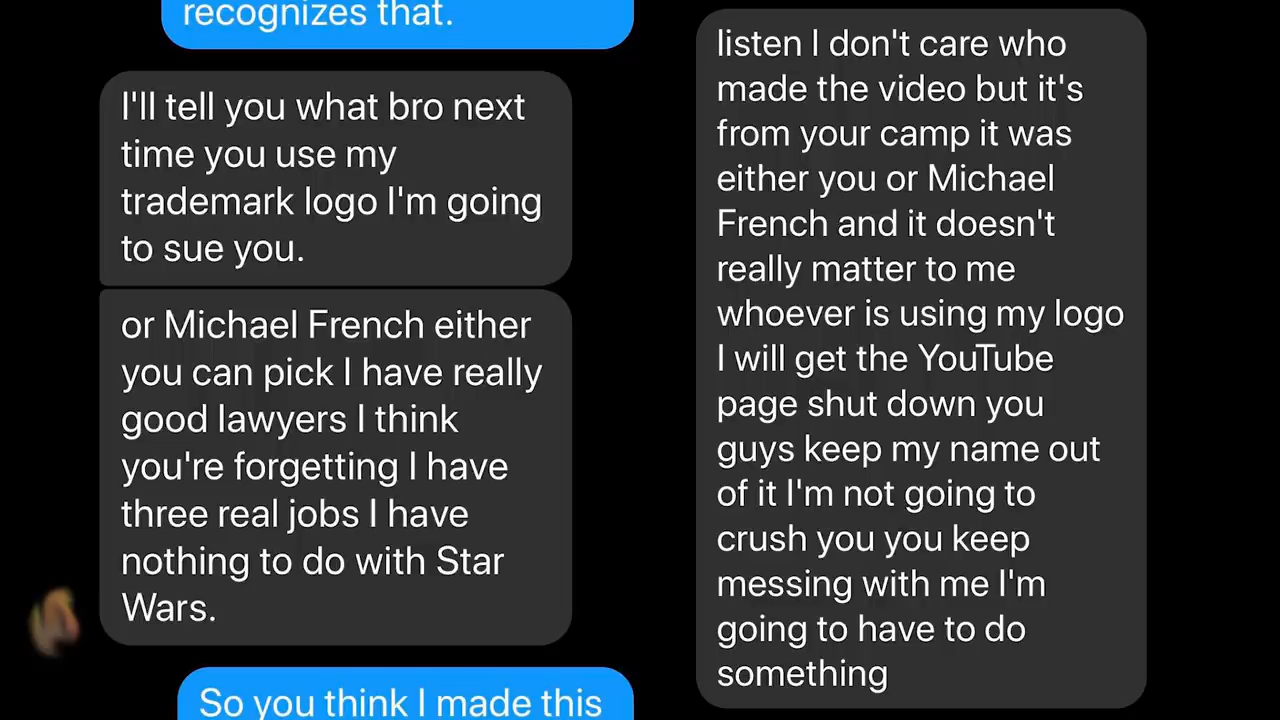 recognizes that.
I'll tell you what bro next
time you use my
trademark logo I'm going
to sue you.
or Michael French either
you can pick I have really
good lawyers I think
you're forgetting I have
three real jobs I have
nothing to do with Star
Wars.
So you think I made this
listen I don't care who
made the video but it's
from your camp it was
either you or Michael
French and it doesn't
really matter to me
whoever is using my logo
I will get the YouTube
page shut down you
guys keep my name out
of it I'm not going to
crush you you keep
messing with me I'm
going to have to do
something